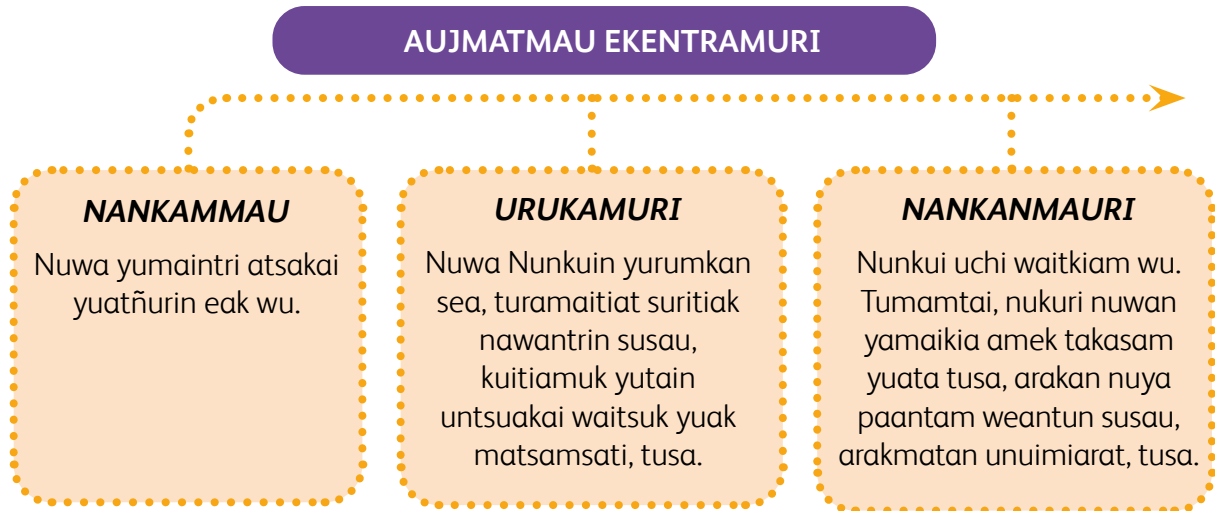 AUJMATMAU EKENTRAMURI
NANKAMMAU
Nuwa yumaintri atsakai
yuatñurin eak wu.
URUKAMURI
Nuwa Nunkuin yurumkan
sea, turamaitiat suritiak
nawantrin susau,
kuitiamuk yutain
untsuakai waitsuk yuak
matsamsati, tusa.
NANKANMAURI
Nunkui uchi waitkiam wu.
Tumamtai, nukuri nuwan
yamaikia amek takasam
yuata tusa, arakan nuya
paantam weantun susau,
arakmatan unuimiarat, tusa.